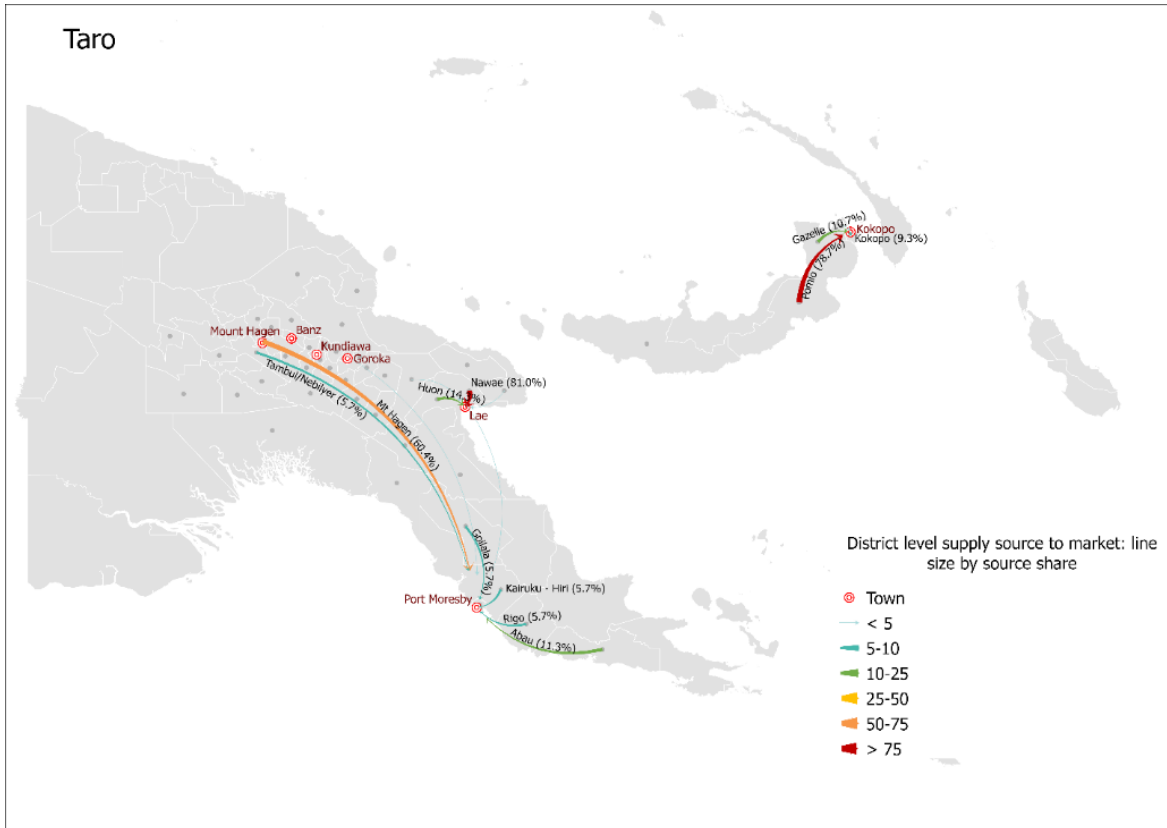 Taro
Gazelle (10.7%)
Kokopo
Kokopo (9.3%)
Pomio (78.7%)
Mount Hagen
Banz
Kundiawa
Goroka
Tambul/Nebilyer (5.7%)
Mt Hagen (60.4%)
Nawae (81.0%)
Huon
Lae
Goilala (5.7%)
Kairuku - Hiri (5.7%)
Port Moresby
Rigo (5.7%)
Abau (11.3%)
District level supply source to market: line
size by source share
Town
< 5
5-10
10-25
25-50
50-75
> 75